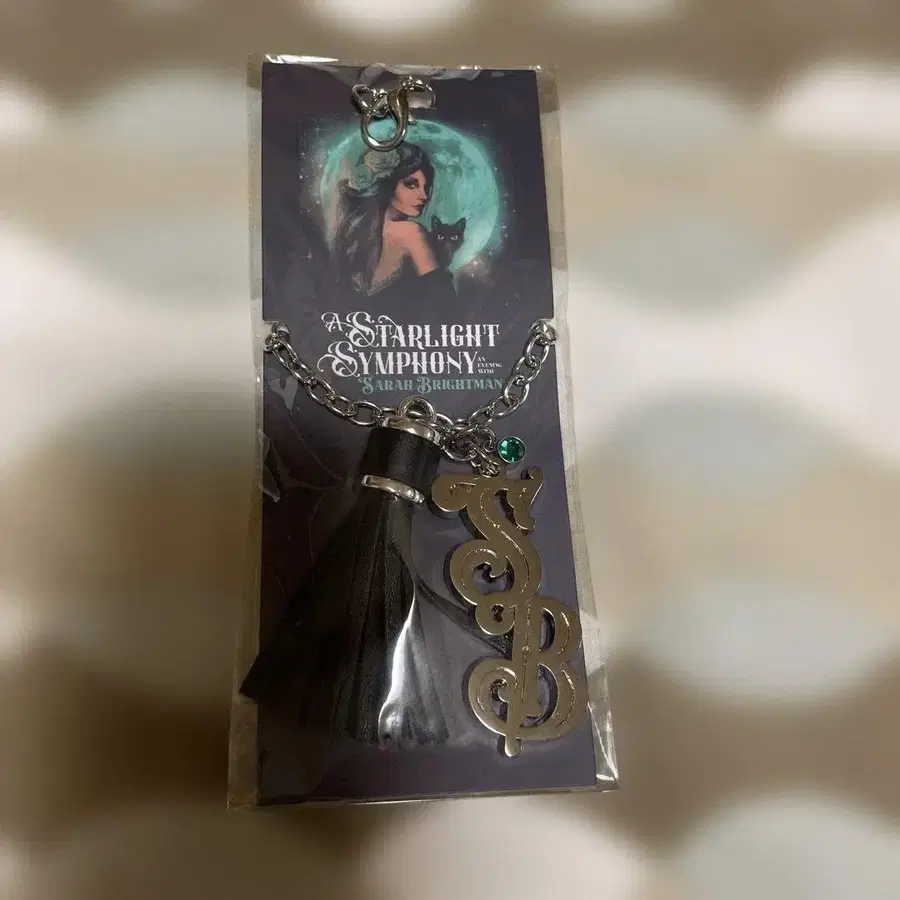 A STARLIGHT
SYMPHONY AN EVENING WITH
SARAH BRIGHTMAN
SB